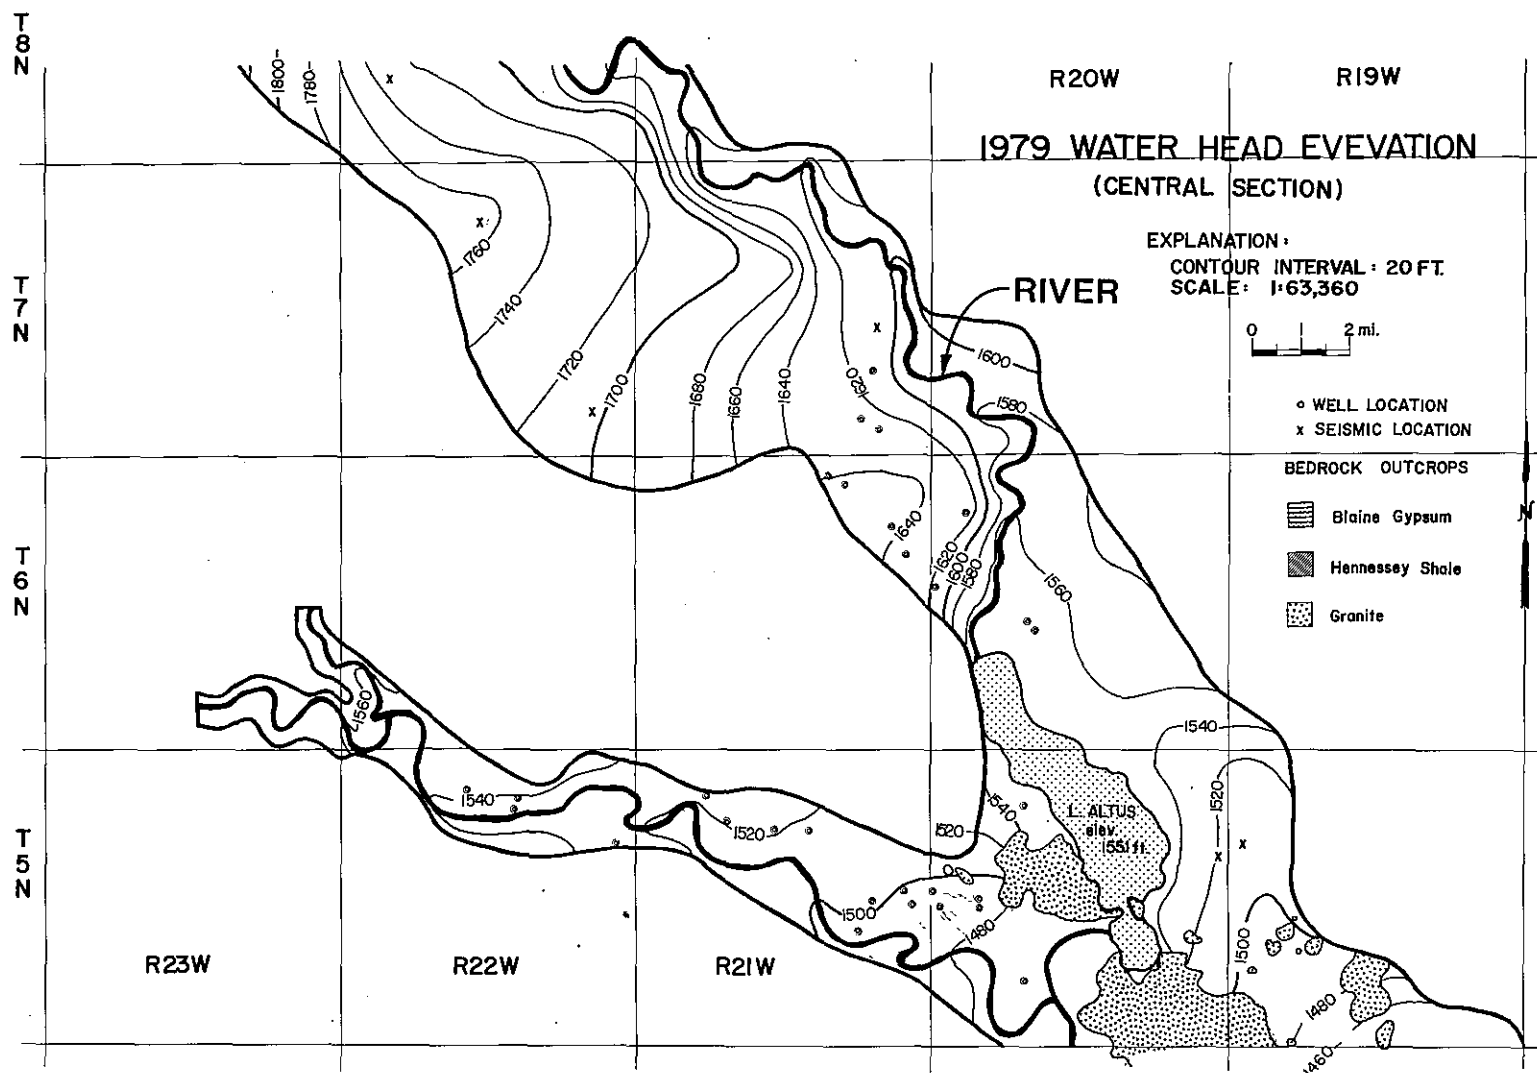 T
8
N
R20W
R19W
1800
1780
1979 WATER HEAD EVEVATION
(CENTRAL SECTION)
EXPLANATION:
CONTOUR INTERVAL: 20 FT.
SCALE: 1:63,360
0 1 2 mi.
WELL LOCATION
x SEISMIC LOCATION
BEDROCK OUTCROPS
Blaine Gypsum
Hennessey Shale
Granite
N
RIVER
T
7
N
1760
1740
1720
1700
1680
1660
1640
1620
1600
1580
T
6
N
1640
1620
1600
1580
1560
1560
1540
1520
T
5
N
1540
1520
1540
1520
L. ALTUS
elev.
1551 ft.
1500
1480
1500
1480
1460
R23W
R22W
R21W